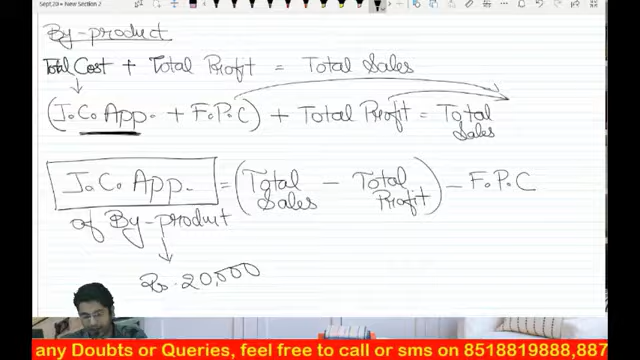 Sept.20 » New Section 2
By-product
Total Cost + Total Profit = Total Sales
(J.C. App. + F.P.C) + Total Profit = Total Sales
J.C. App. = (Total Sales - Total Profit) - F.P.C
of By-product
Rs. 20,000
any Doubts or Queries, feel free to call or sms on 8518819888,887